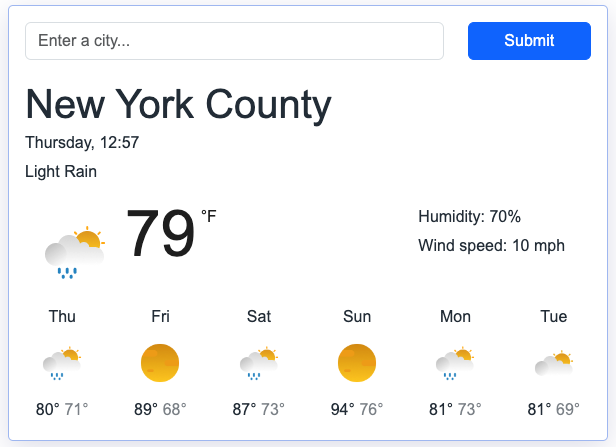 Enter a city... Submit
New York County
Thursday, 12:57
Light Rain
79 °F Humidity: 70%
Wind speed: 10 mph
Thu Fri Sat Sun Mon Tue
80° 71° 89° 68° 87° 73° 94° 76° 81° 73° 81° 69°